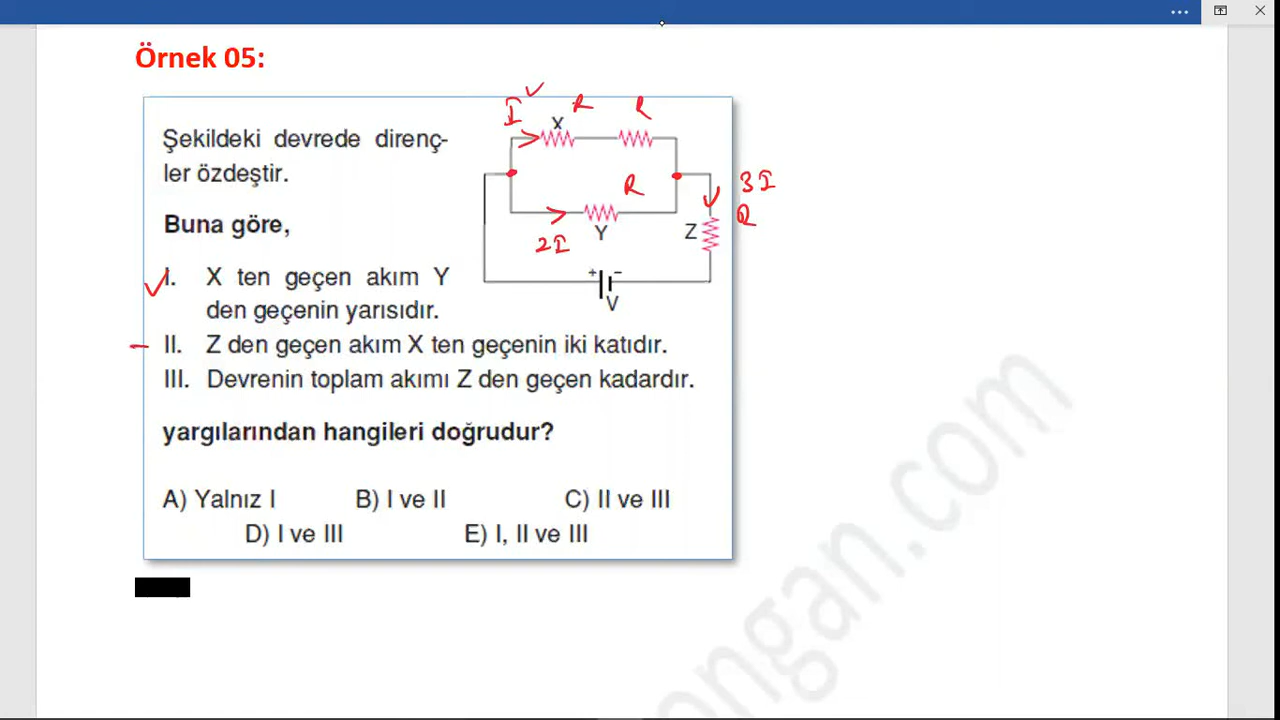 Örnek 05:
Şekildeki devrede direnç-
ler özdeştir.
Buna göre,
I. X ten geçen akım Y
den geçenin yarısıdır.
II. Z den geçen akım X ten geçenin iki katıdır.
III. Devrenin toplam akımı Z den geçen kadardır.
yargılarından hangileri doğrudur?
A) Yalnız I B) I ve II C) II ve III
D) I ve III E) I, II ve III
I R R
X
R 3I
R
2I Y Z
+ -
V
ongan.com